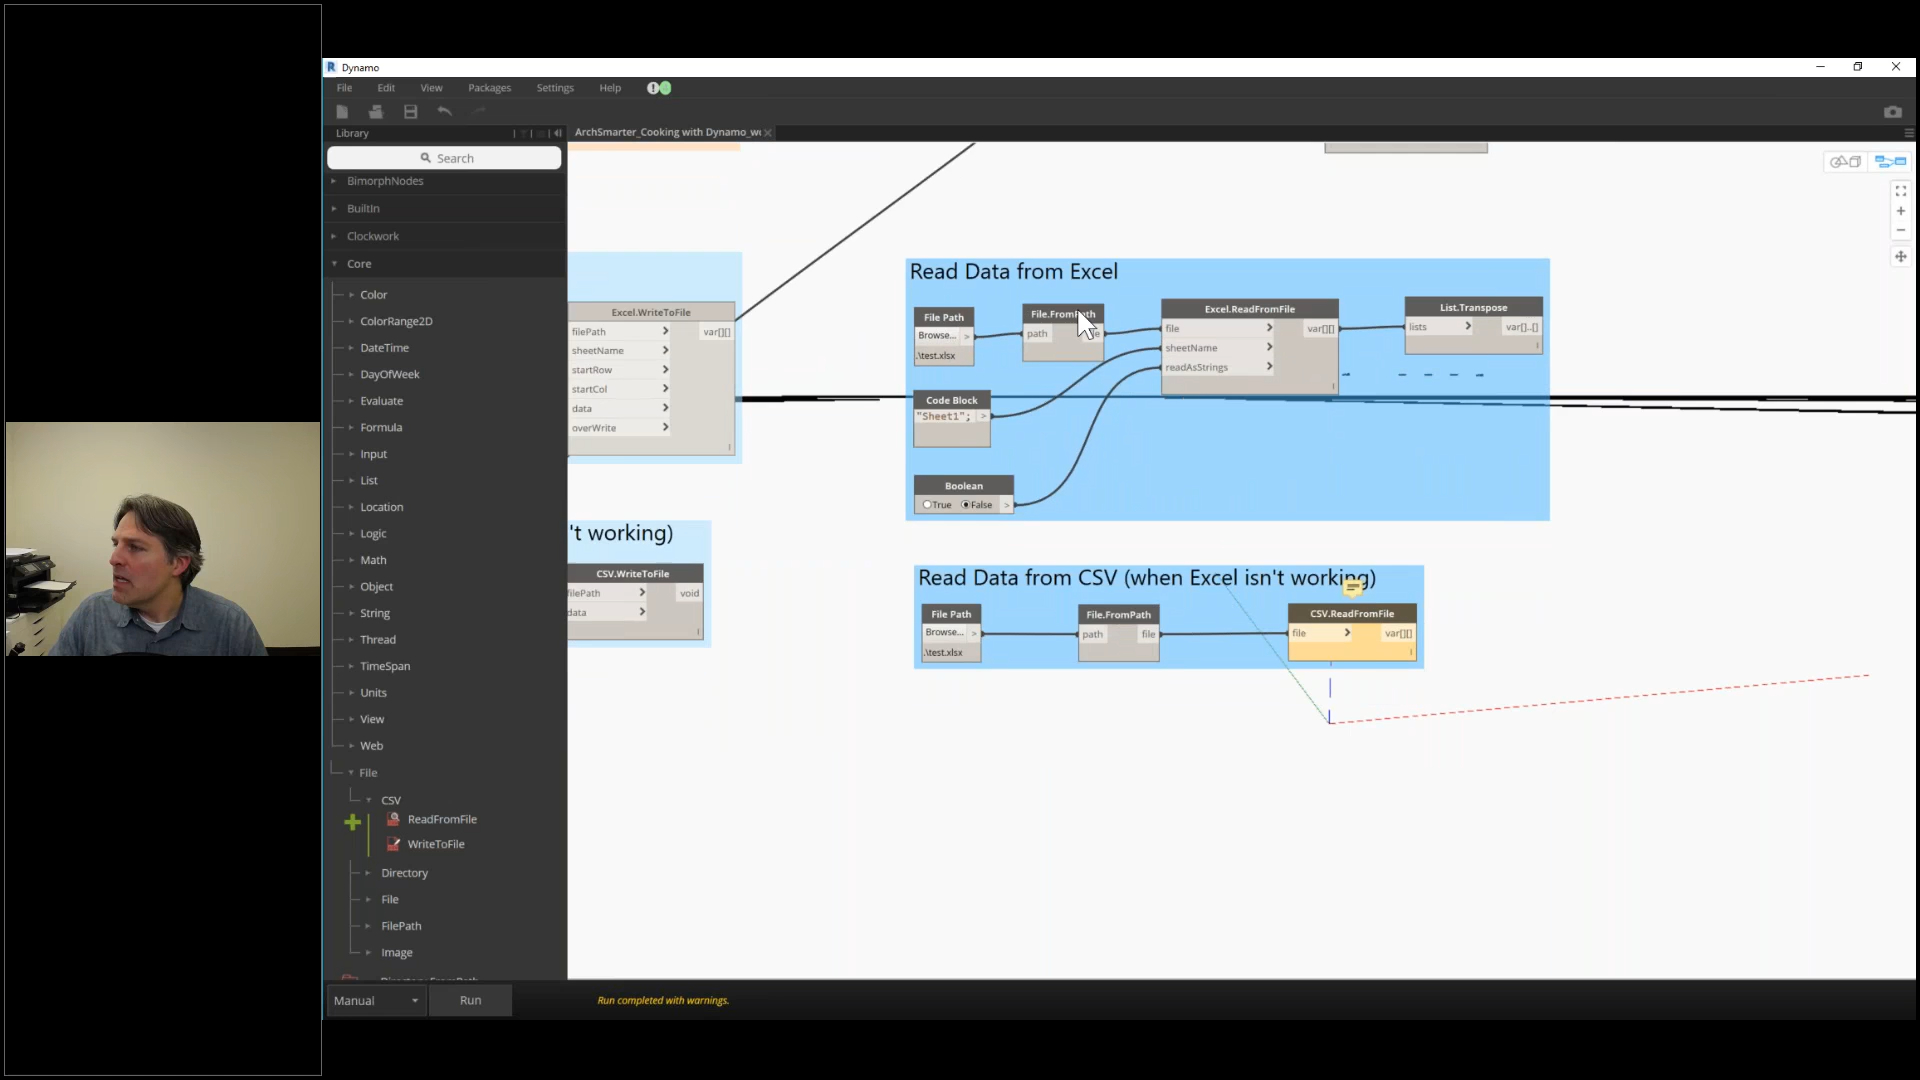 Dynamo
File Edit View Packages Settings Help
Library
ArchSmarter_Cooking with Dynamo_w
Search
BimorphNodes
BuiltIn
Clockwork
Core
Color
ColorRange2D
DateTime
DayOfWeek
Evaluate
Formula
Input
List
Location
Logic
Math
Object
String
Thread
TimeSpan
Units
View
Web
File
CSV
ReadFromFile
WriteToFile
Directory
File
FilePath
Image
Manual
Run
Run completed with warnings.
Excel.WriteToFile
filePath > var[][]
sheetName >
startRow >
startCol >
data >
overWrite >
't working)
CSV.WriteToFile
filePath > void
data >
Read Data from Excel
File Path
Browse... >
.\test.xlsx
File.FromPath
path
Code Block
"Sheet1"; >
Boolean
True False >
Excel.ReadFromFile
file > var[][]
sheetName >
readAsStrings >
List.Transpose
lists > var[]..[]
Read Data from CSV (when Excel isn't working)
File Path
Browse... >
.\test.xlsx
File.FromPath
path file
CSV.ReadFromFile
file > var[][]